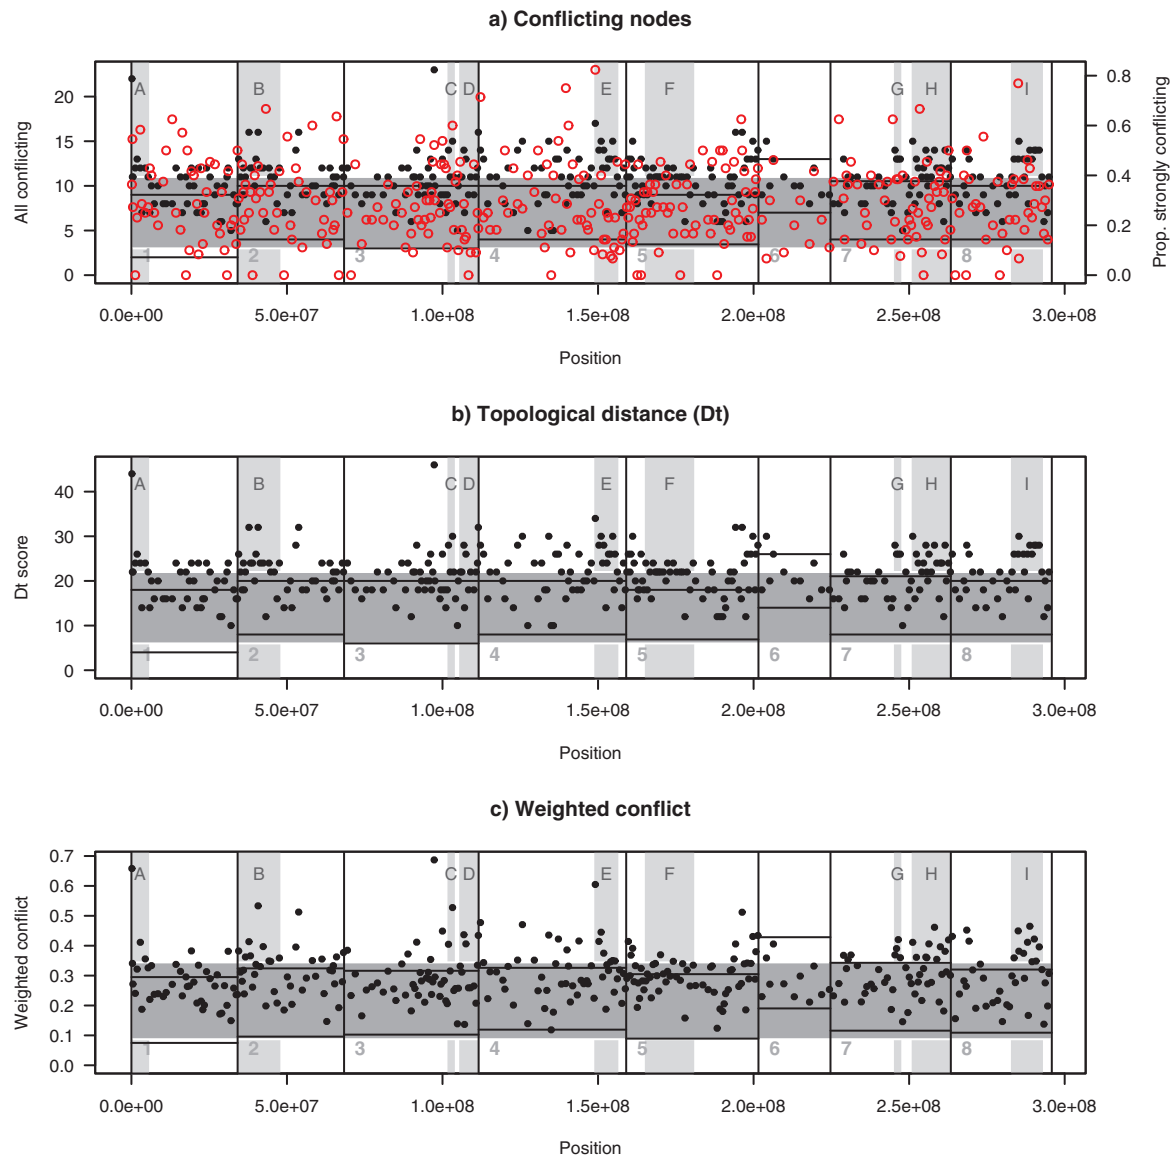 a) Conflicting nodes
All conflicting
Prop. strongly conflicting
20
15
10
5
0
0.8
0.6
0.4
0.2
0.0
A B C D E F G H I
1 2 3 4 5 6 7 8
0.0e+00 5.0e+07 1.0e+08 1.5e+08 2.0e+08 2.5e+08 3.0e+08
Position
b) Topological distance (Dt)
Dt score
40
30
20
10
0
A B C D E F G H I
1 2 3 4 5 6 7 8
0.0e+00 5.0e+07 1.0e+08 1.5e+08 2.0e+08 2.5e+08 3.0e+08
Position
c) Weighted conflict
Weighted conflict
0.7
0.6
0.5
0.4
0.3
0.2
0.1
0.0
A B C D E F G H I
1 2 3 4 5 6 7 8
0.0e+00 5.0e+07 1.0e+08 1.5e+08 2.0e+08 2.5e+08 3.0e+08
Position